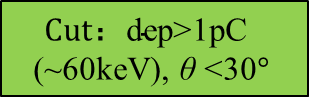 Cut: dep>1pC
(~60keV), θ <30°